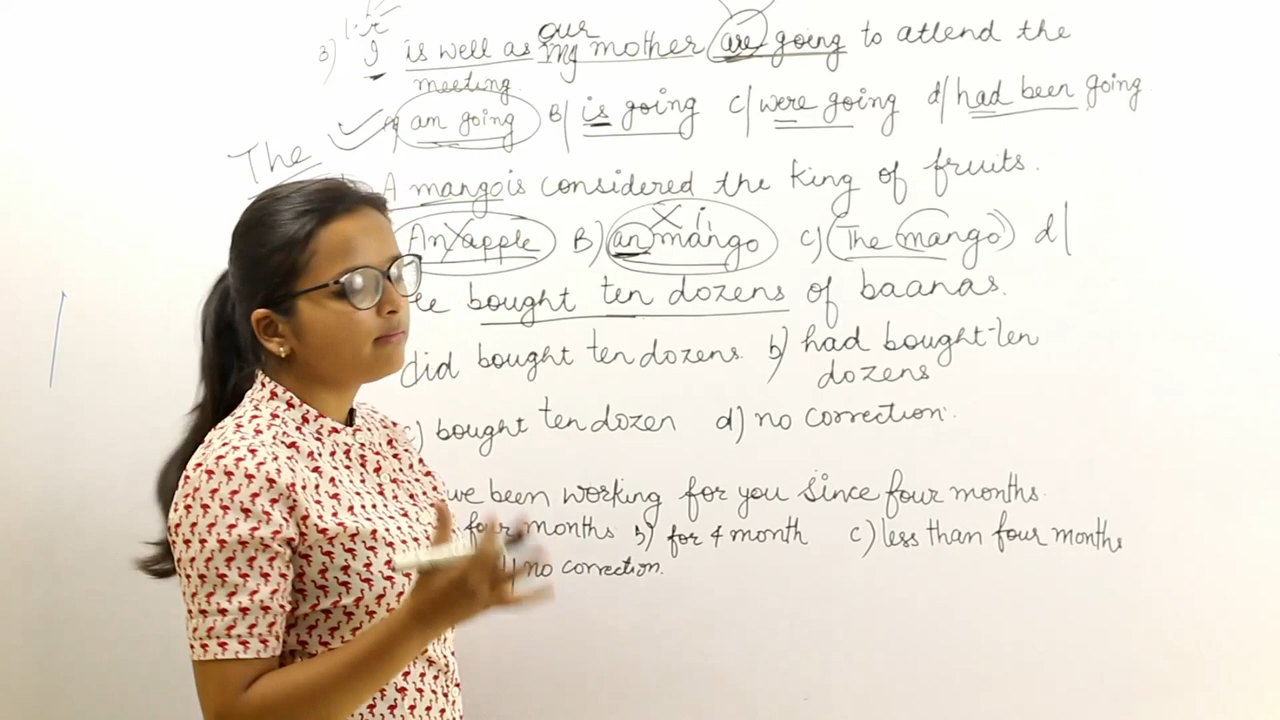 our
3) I is well as my mother are going to attend the
meeting.
a) am going B) is going c) were going d) had been going
The
A mango is considered the king of fruits.
An apple B) an mango c) The mango d)
bought ten dozens of baanas.
did bought ten dozens. b) had bought ten
dozens
c) bought ten dozen d) no correction.
ve been working for you since four months.
four months b) for 4 month c) less than four months
d) no correction.